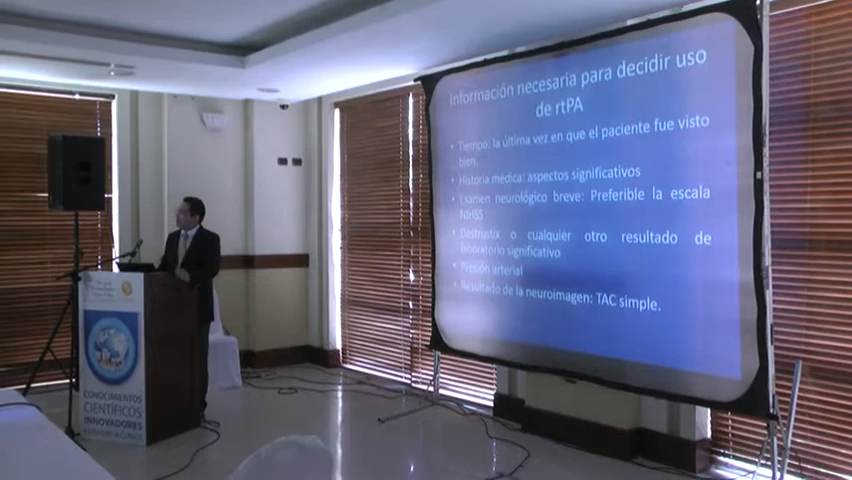 Información necesaria para decidir uso
de rtPA
• Tiempo: la última vez en que el paciente fue visto
bien.
• Historia médica: aspectos significativos
• Examen neurológico breve: Preferible la escala
NIHSS
• Destrustix o cualquier otro resultado de
laboratorio significativo
• Presión arterial
• Resultado de la neuroimagen: TAC simple.
CONOCIMIENTOS
CIENTÍFICOS
INNOVADORES